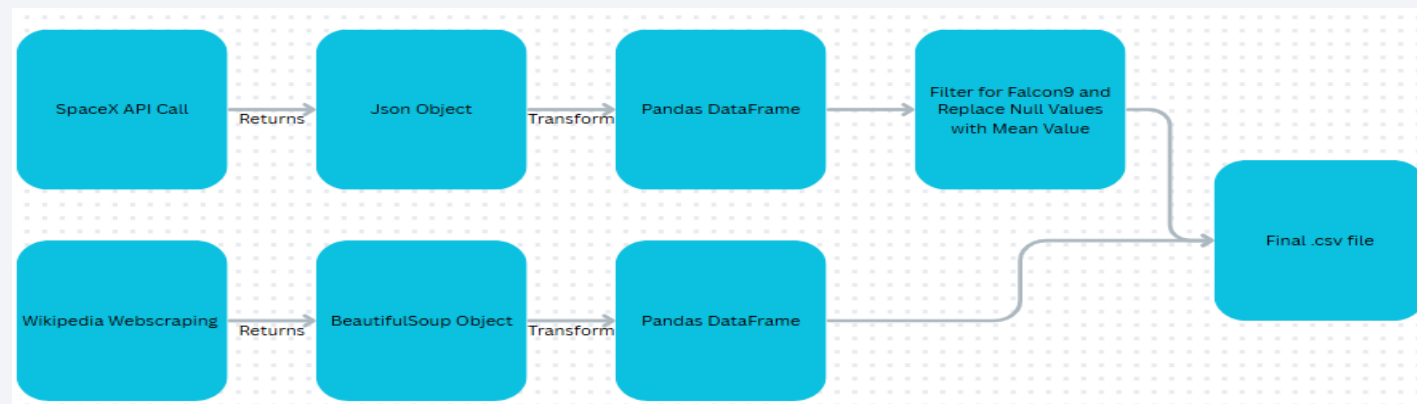 SpaceX API Call
Returns
Json Object
Transform
Pandas DataFrame
Filter for Falcon9 and
Replace Null Values
with Mean Value
Final .csv file
Wikipedia Webscraping
Returns
BeautifulSoup Object
Transform
Pandas DataFrame